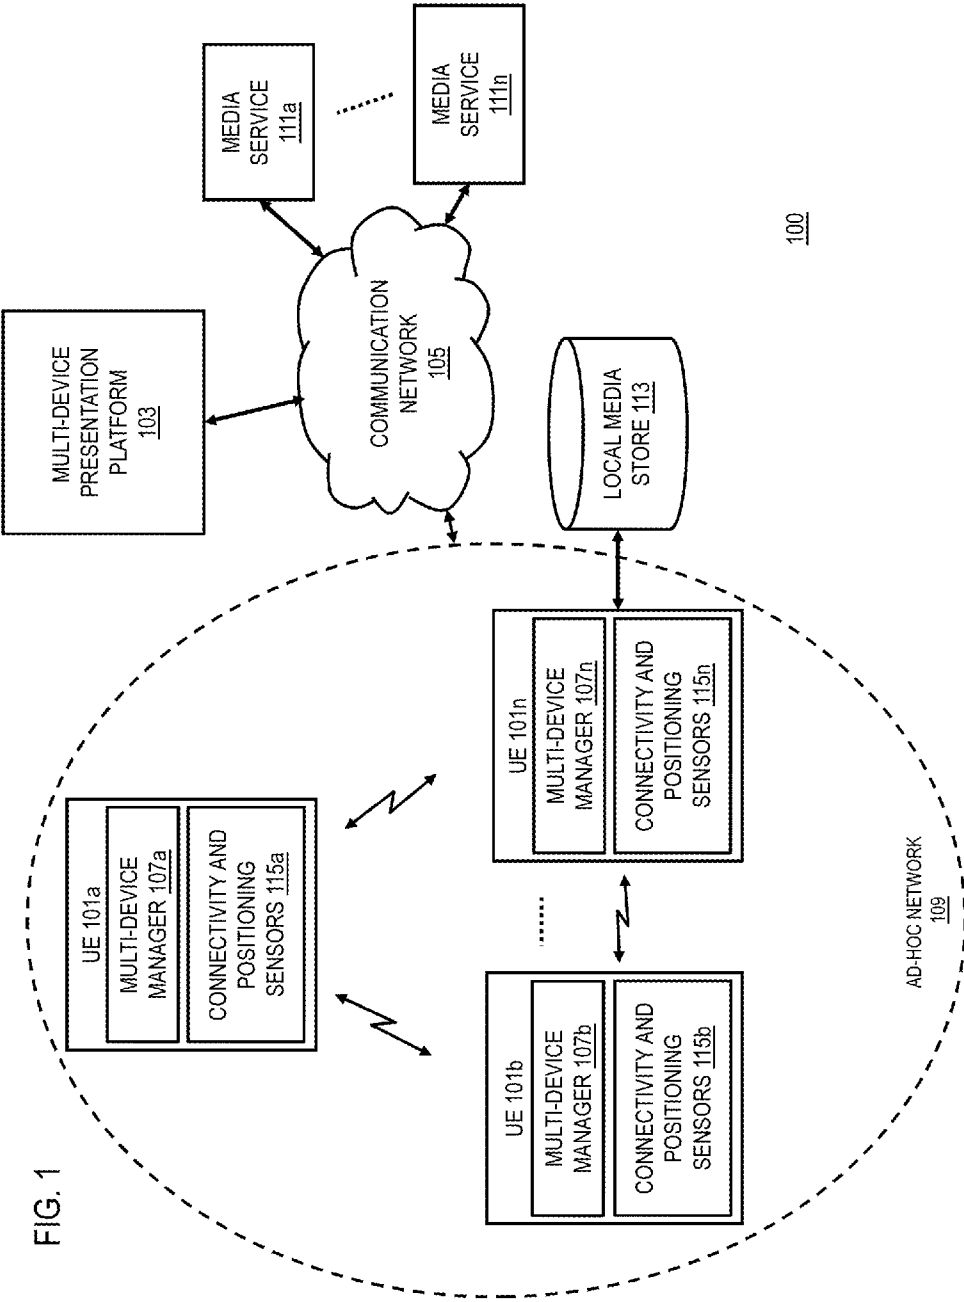 FIG. 1
UE 101a
MULTI-DEVICE
MANAGER 107a
CONNECTIVITY AND
POSITIONING
SENSORS 115a
UE 101b
MULTI-DEVICE
MANAGER 107b
CONNECTIVITY AND
POSITIONING
SENSORS 115b
UE 101n
MULTI-DEVICE
MANAGER 107n
CONNECTIVITY AND
POSITIONING
SENSORS 115n
AD-HOC NETWORK
109
MULTI-DEVICE
PRESENTATION
PLATFORM
103
COMMUNICATION
NETWORK
105
LOCAL MEDIA
STORE 113
MEDIA
SERVICE
111a
MEDIA
SERVICE
111n
100